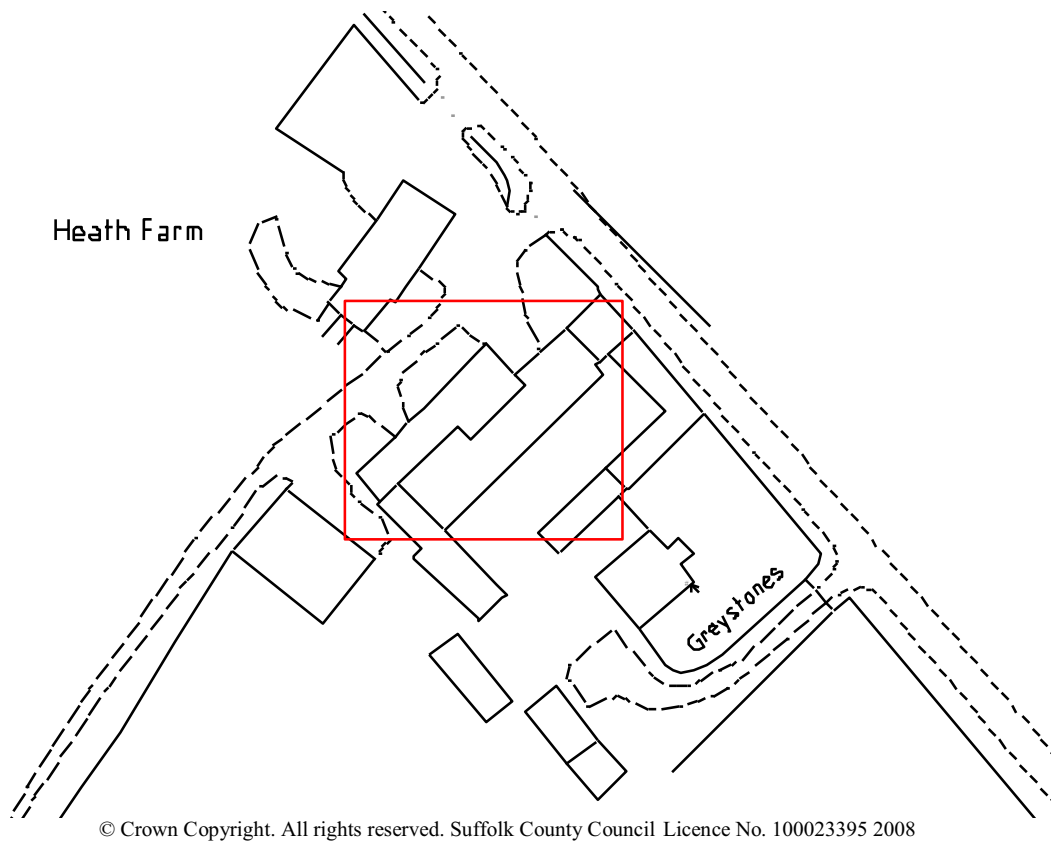 Heath Farm
Greystones
© Crown Copyright. All rights reserved. Suffolk County Council Licence No. 100023395 2008